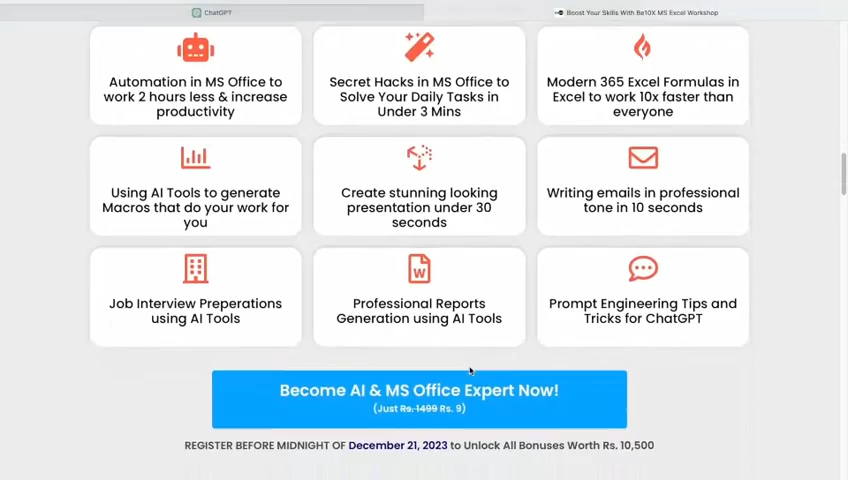 ChatGPT
Boost Your Skills With Be10X MS Excel Workshop
Automation in MS Office to
work 2 hours less & increase
productivity
Secret Hacks in MS Office to
Solve Your Daily Tasks in
Under 3 Mins
Modern 365 Excel Formulas in
Excel to work 10x faster than
everyone
Using AI Tools to generate
Macros that do your work for
you
Create stunning looking
presentation under 30
seconds
Writing emails in professional
tone in 10 seconds
Job Interview Preperations
using AI Tools
W
Professional Reports
Generation using AI Tools
Prompt Engineering Tips and
Tricks for ChatGPT
Become AI & MS Office Expert Now!
(Just Rs. 1499 Rs. 9)
REGISTER BEFORE MIDNIGHT OF December 21, 2023 to Unlock All Bonuses Worth Rs. 10,500